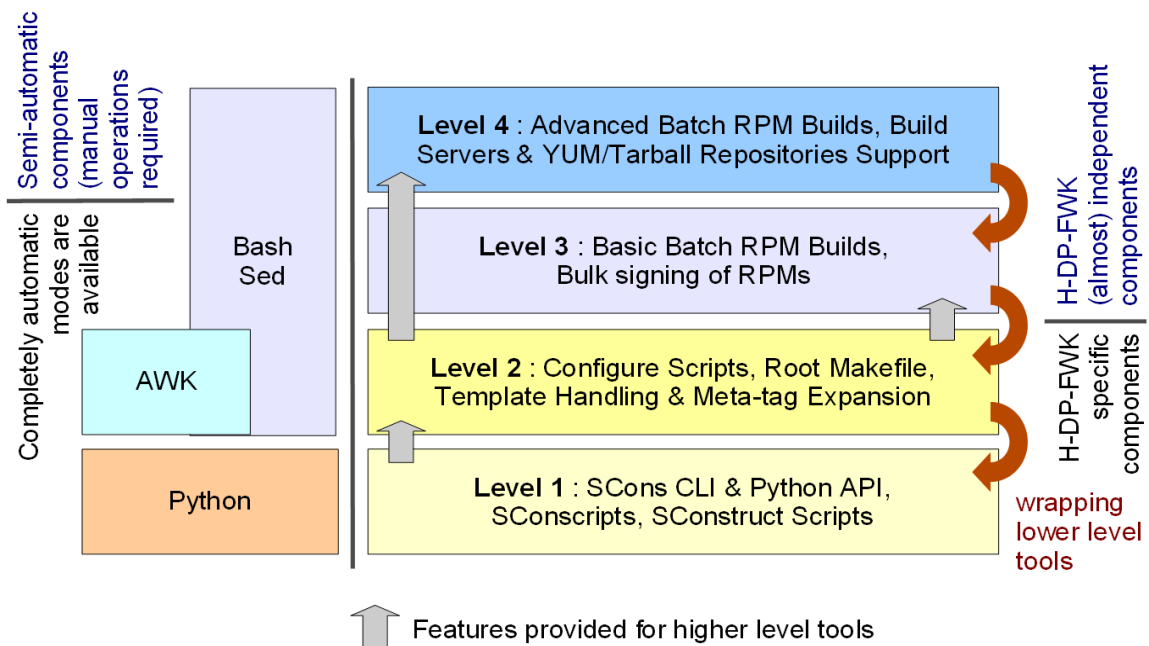 Semi-automatic
components
(manual
operations
required)
Completely automatic
modes are
available
Bash
Sed
AWK
Python
Level 4 : Advanced Batch RPM Builds, Build
Servers & YUM/Tarball Repositories Support
Level 3 : Basic Batch RPM Builds,
Bulk signing of RPMs
Level 2 : Configure Scripts, Root Makefile,
Template Handling & Meta-tag Expansion
Level 1 : SCons CLI & Python API,
SConscripts, SConstruct Scripts
H-DP-FWK
(almost) independent
components
H-DP-FWK
specific
components
wrapping
lower level
tools
Features provided for higher level tools